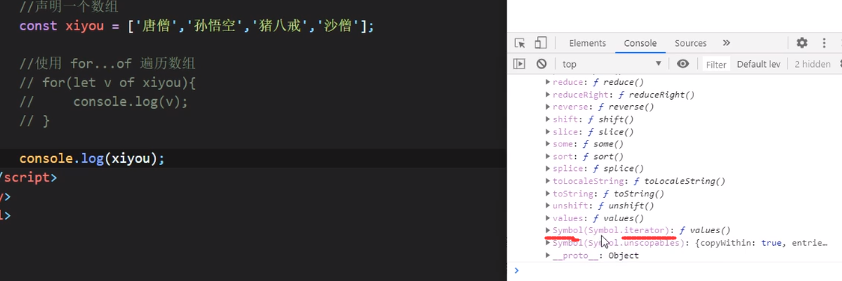 //声明一个数组
const xiyou = ['唐僧','孙悟空','猪八戒','沙僧'];
//使用 for...of 遍历数组
// for(let v of xiyou){
//     console.log(v);
// }
console.log(xiyou);
/script>
y>
l>
Elements Console Sources »
top Filter Default lev 2 hidden
reduce: ƒ reduce()
reduceRight: ƒ reduceRight()
reverse: ƒ reverse()
shift: ƒ shift()
slice: ƒ slice()
some: ƒ some()
sort: ƒ sort()
splice: ƒ splice()
toLocaleString: ƒ toLocaleString()
toString: ƒ toString()
unshift: ƒ unshift()
values: ƒ values()
Symbol(Symbol.iterator): ƒ values()
Symbol(Symbol.unscopables): {copyWithin: true, entrie…
__proto__: Object